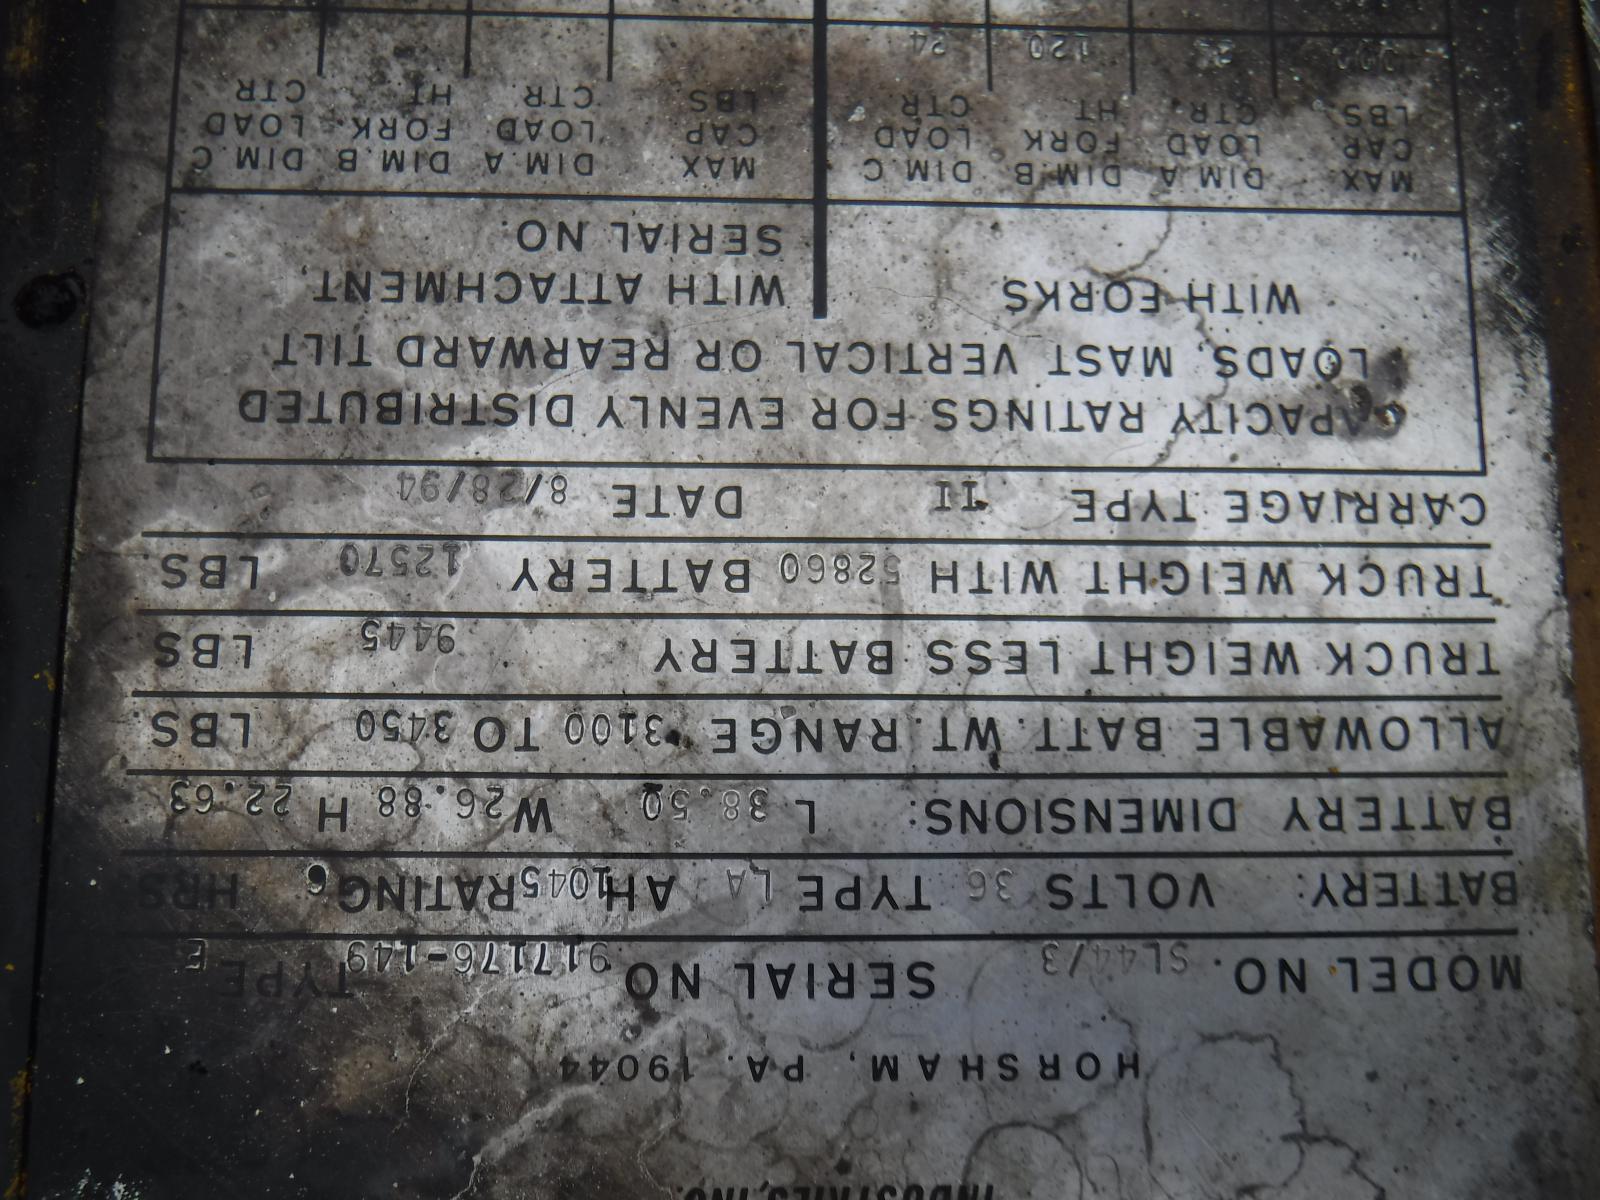 INDUSTRIES, INC.
HORSHAM, PA. 19044
MODEL NO. SL44/3 SERIAL NO 917176-149 TYPE E
BATTERY: VOLTS 36 TYPE LA AH 1045 RATING 6 HRS
BATTERY DIMENSIONS: L 38.50 W 26.88 H 22.63
ALLOWABLE BATT. WT. RANGE 3100 TO 3450 LBS.
TRUCK WEIGHT LESS BATTERY 9445 LBS
TRUCK WEIGHT WITH 52860 BATTERY 12570 LBS.
CARRIAGE TYPE II DATE 8/28/94
CAPACITY RATINGS FOR EVENLY DISTRIBUTED
LOADS, MAST VERTICAL OR REARWARD TILT
WITH FORKS WITH ATTACHMENT,
SERIAL NO.
MAX. DIM A DIM.B DIM.C MAX DIM.A DIM.B DIM.C
CAP LOAD FORK LOAD CAP LOAD FORK. LOAD
LBS. CTR. HT CTR LBS CTR. HT. CTR
120 24